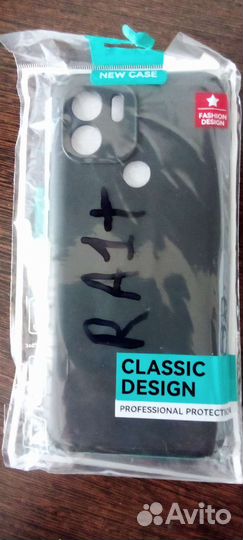 NEW CASE
FASHION
DESIGN
RA1+
CLASSIC
DESIGN
PROFESSIONAL PROTECTION
Avito